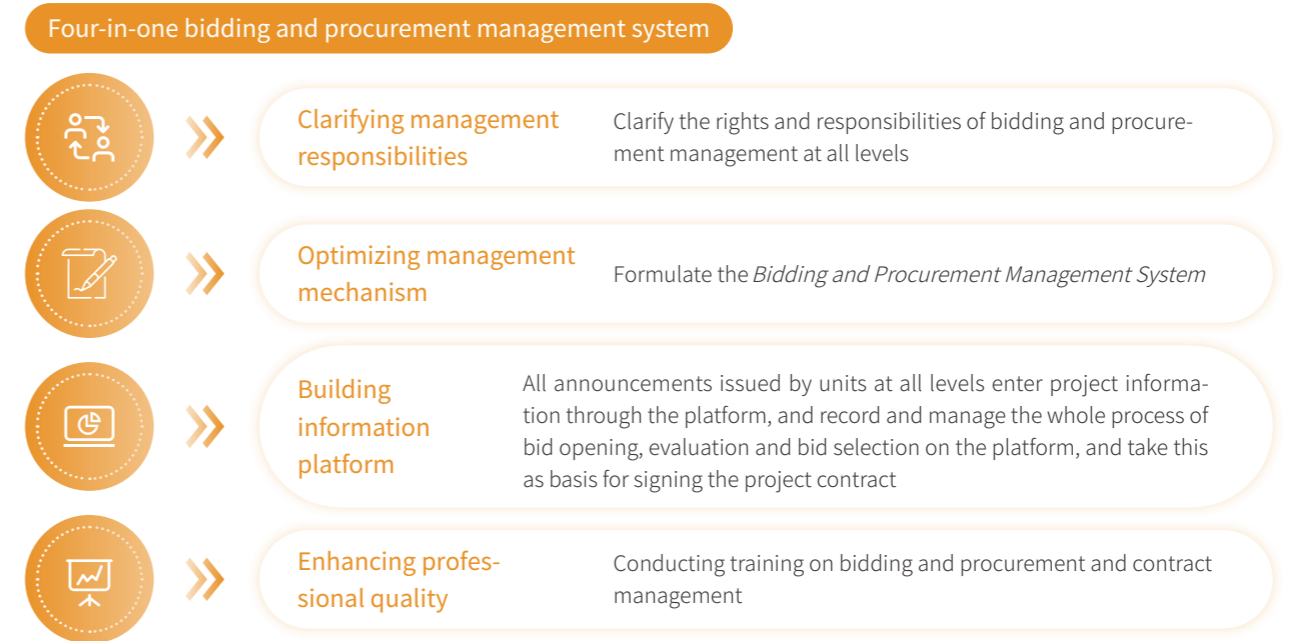 Four-in-one bidding and procurement management system
Clarifying management
responsibilities
Clarify the rights and responsibilities of bidding and procure-
ment management at all levels
Optimizing management
mechanism
Formulate the Bidding and Procurement Management System
Building
information
platform
All announcements issued by units at all levels enter project informa-
tion through the platform, and record and manage the whole process of
bid opening, evaluation and bid selection on the platform, and take this
as basis for signing the project contract
Enhancing profes-
sional quality
Conducting training on bidding and procurement and contract
management